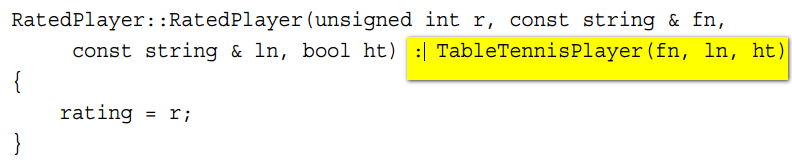 RatedPlayer::RatedPlayer(unsigned int r, const string & fn,
const string & ln, bool ht) : TableTennisPlayer(fn, ln, ht)
{
rating = r;
}